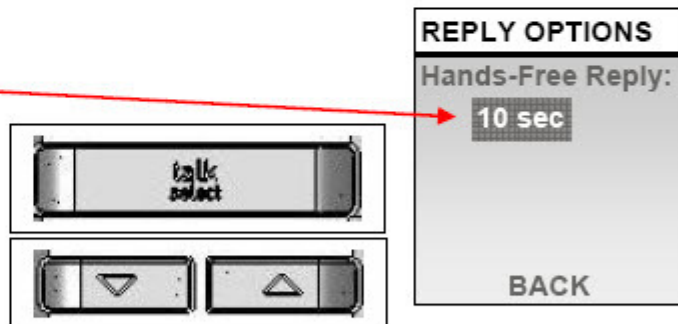 REPLY OPTIONS
Hands-Free Reply:
10 sec
talk
select
BACK